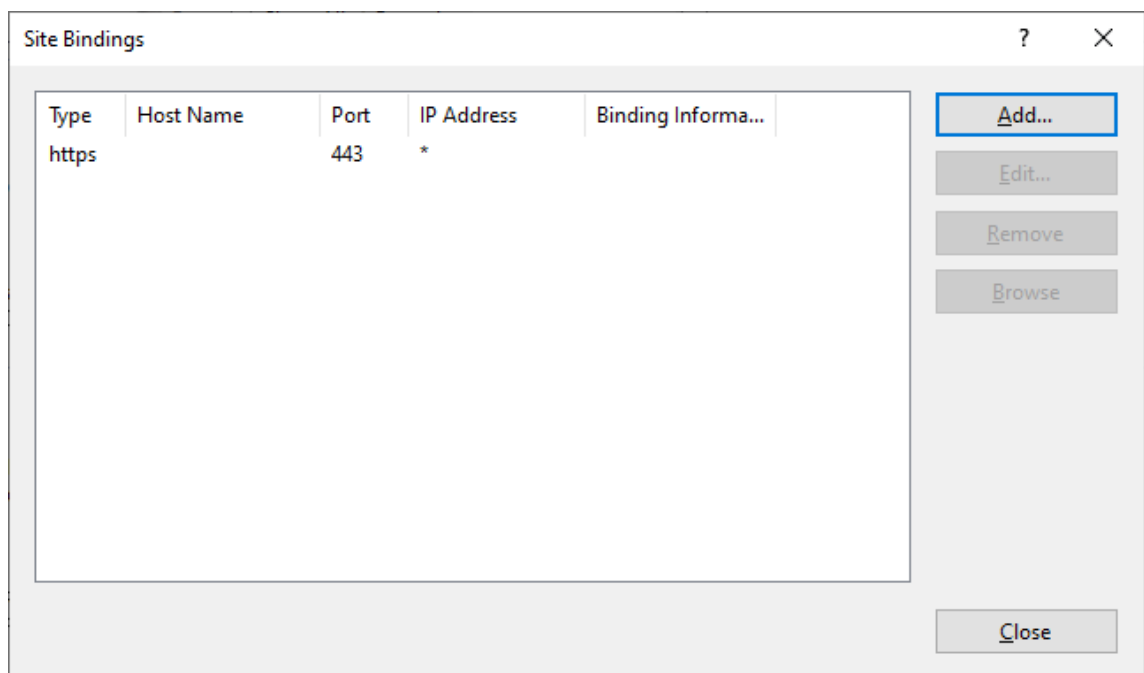 Site Bindings
Type Host Name Port IP Address Binding Informa...
https 443 *
Add...
Edit...
Remove
Browse
Close